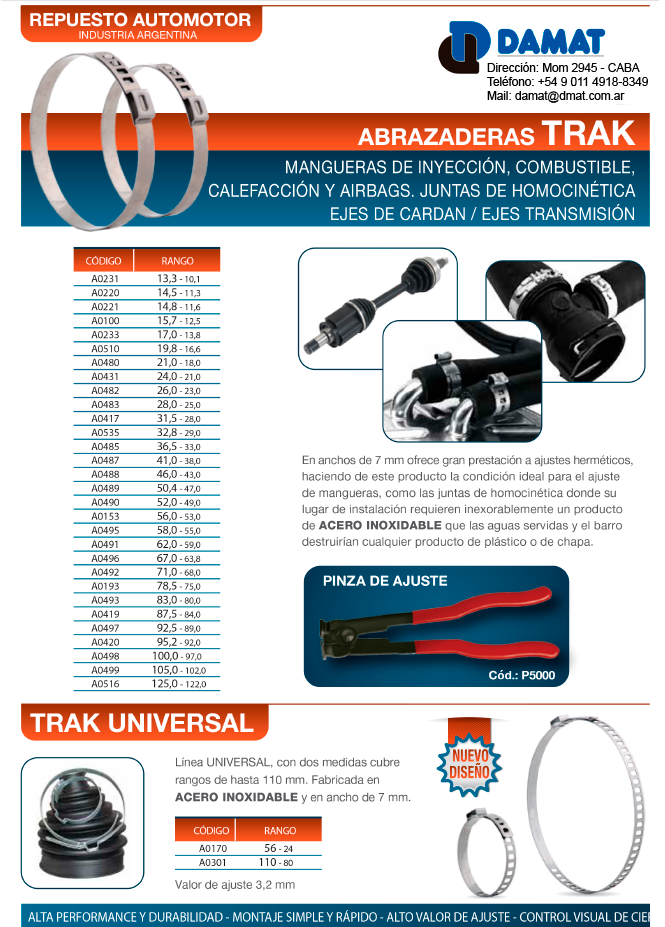 REPUESTO AUTOMOTOR
INDUSTRIA ARGENTINA
DAMAT
Dirección: Mom 2945 - CABA
Teléfono: +54 9 011 4918-8349
Mail: damat@dmat.com.ar
ABRAZADERAS TRAK
MANGUERAS DE INYECCIÓN, COMBUSTIBLE,
CALEFACCIÓN Y AIRBAGS. JUNTAS DE HOMOCINÉTICA
EJES DE CARDAN / EJES TRANSMISIÓN
CÓDIGO RANGO
A0231 13,3 - 10,1
A0220 14,5 - 11,3
A0221 14,8 - 11,6
A0100 15,7 - 12,5
A0233 17,0 - 13,8
A0510 19,8 - 16,6
A0480 21,0 - 18,0
A0431 24,0 - 21,0
A0482 26,0 - 23,0
A0483 28,0 - 25,0
A0417 31,5 - 28,0
A0535 32,8 - 29,0
A0485 36,5 - 33,0
A0487 41,0 - 38,0
A0488 46,0 - 43,0
A0489 50,4 - 47,0
A0490 52,0 - 49,0
A0153 56,0 - 53,0
A0495 58,0 - 55,0
A0491 62,0 - 59,0
A0496 67,0 - 63,8
A0492 71,0 - 68,0
A0193 78,5 - 75,0
A0493 83,0 - 80,0
A0419 87,5 - 84,0
A0497 92,5 - 89,0
A0420 95,2 - 92,0
A0498 100,0 - 97,0
A0499 105,0 - 102,0
A0516 125,0 - 122,0
En anchos de 7 mm ofrece gran prestación a ajustes herméticos,
haciendo de este producto la condición ideal para el ajuste
de mangueras, como las juntas de homocinética donde su
lugar de instalación requieren inexorablemente un producto
de ACERO INOXIDABLE que las aguas servidas y el barro
destruirían cualquier producto de plástico o de chapa.
PINZA DE AJUSTE
Cód.: P5000
TRAK UNIVERSAL
Línea UNIVERSAL, con dos medidas cubre
rangos de hasta 110 mm. Fabricada en
ACERO INOXIDABLE y en ancho de 7 mm.
CÓDIGO RANGO
A0170 56 - 24
A0301 110 - 80
Valor de ajuste 3,2 mm
NUEVO
DISEÑO
ALTA PERFORMANCE Y DURABILIDAD - MONTAJE SIMPLE Y RÁPIDO - ALTO VALOR DE AJUSTE - CONTROL VISUAL DE CIER